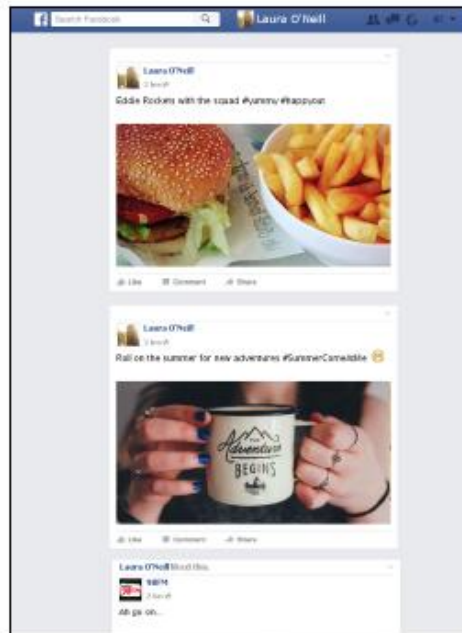 Search Facebook
Laura O'Neill
Laura O'Neill
Eddie Rockets with the squad #yummy #happyout
Like Comment Share
Laura O'Neill
Roll on the summer for new adventures
THE
Adventure
BEGINS
Like Comment Share
Laura O'Neill liked this.
98FM
Ah go on...